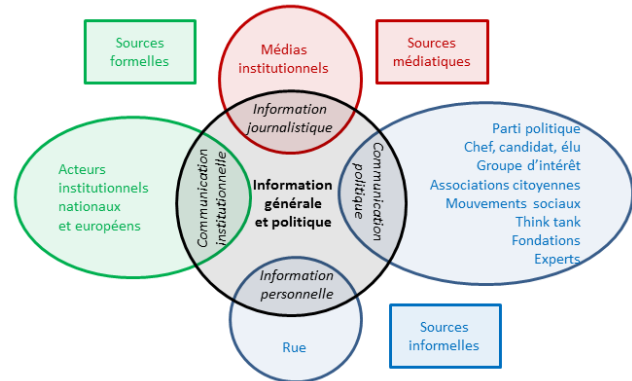 Sources
formelles
Médias
institutionnels
Sources
médiatiques
Information
journalistique
Acteurs
institutionnels
nationaux
et européens
Communication
institutionnelle
Information
générale
et politique
Communication
politique
Parti politique
Chef, candidat, élu
Groupe d'intérêt
Associations citoyennes
Mouvements sociaux
Think tank
Fondations
Experts
Information
personnelle
Rue
Sources
informelles